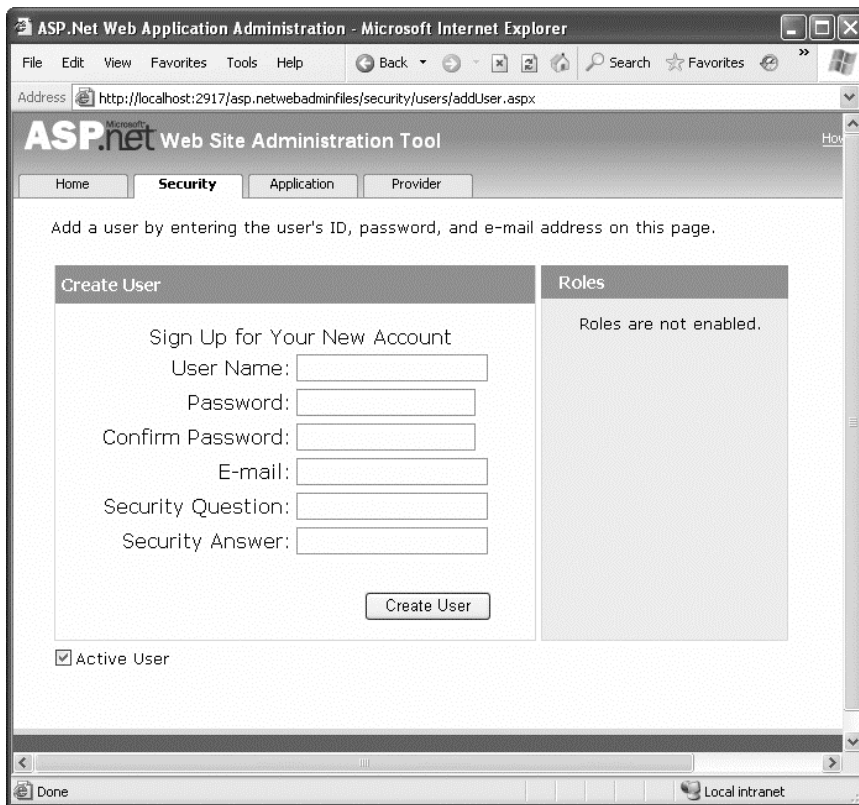 ASP.Net Web Application Administration - Microsoft Internet Explorer
File Edit View Favorites Tools Help Back Search Favorites »
Address http://localhost:2917/asp.netwebadminfiles/security/users/addUser.aspx
Microsoft
ASP.net Web Site Administration Tool
How
Home Security Application Provider
Add a user by entering the user's ID, password, and e-mail address on this page.
Create User
Roles
Sign Up for Your New Account
Roles are not enabled.
User Name:
Password:
Confirm Password:
E-mail:
Security Question:
Security Answer:
Create User
Active User
Done Local intranet